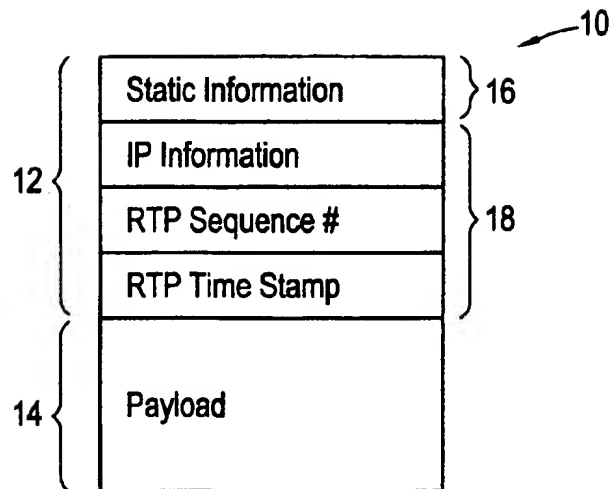 10
Static Information
16
IP Information
12
RTP Sequence #
18
RTP Time Stamp
14
Payload